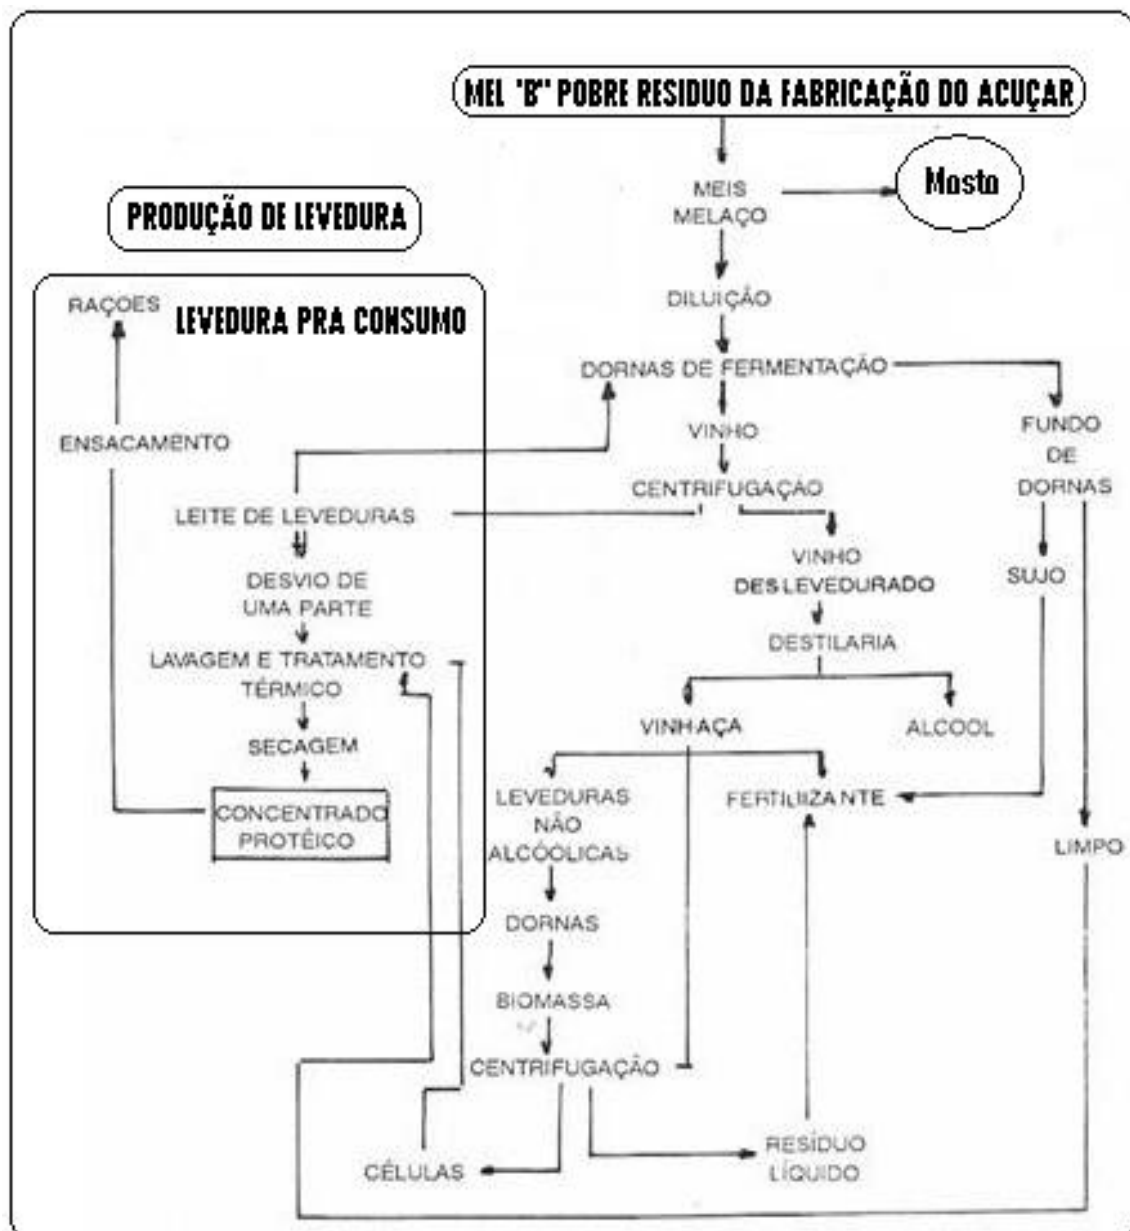 MEL "B" POBRE RESIDUO DA FABRICAÇÃO DO ACUÇAR
MEIS
MELAÇO
Mosto
PRODUÇÃO DE LEVEDURA
DILUIÇÃO
RAÇOES
LEVEDURA PRA CONSUMO
DORNAS DE FERMENTAÇÃO
ENSACAMENTO
VINHO
FUNDO
DE
DORNAS
CENTRIFUGAÇÃO
LEITE DE LEVEDURAS
VINHO
DESLEVEDURADO
SUJO
DESVIO DE
UMA PARTE
DESTILARIA
LAVAGEM E TRATAMENTO
TÉRMICO
VINHAÇA
ALCOOL
SECAGEM
LEVEDURAS
NÃO
ALCÓOLICAS
FERTILIIZANTE
CONCENTRADO
PROTÊICO
LIMPO
DORNAS
BIOMASSA
CENTRIFUGAÇÃO
CÉLULAS
RESÍDUO
LÍQUIDO